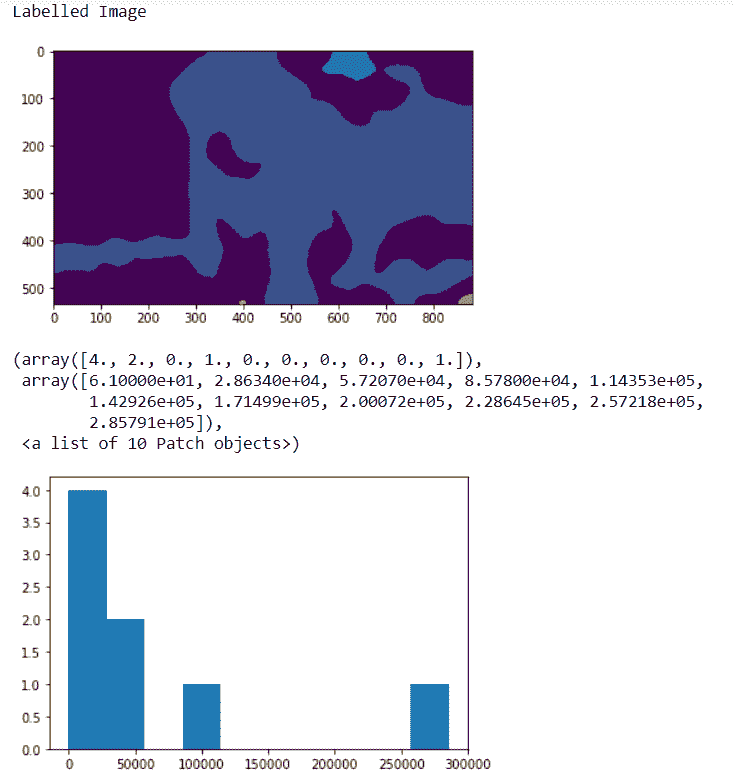 Labelled Image
0
100
200
300
400
500
0 100 200 300 400 500 600 700 800
(array([4., 2., 0., 1., 0., 0., 0., 0., 0., 1.]),
array([6.10000e+01, 2.86340e+04, 5.72070e+04, 8.57800e+04, 1.14353e+05,
1.42926e+05, 1.71499e+05, 2.00072e+05, 2.28645e+05, 2.57218e+05,
2.85791e+05]),
<a list of 10 Patch objects>)
4.0
3.5
3.0
2.5
2.0
1.5
1.0
0.5
0.0
0 50000 100000 150000 200000 250000 300000